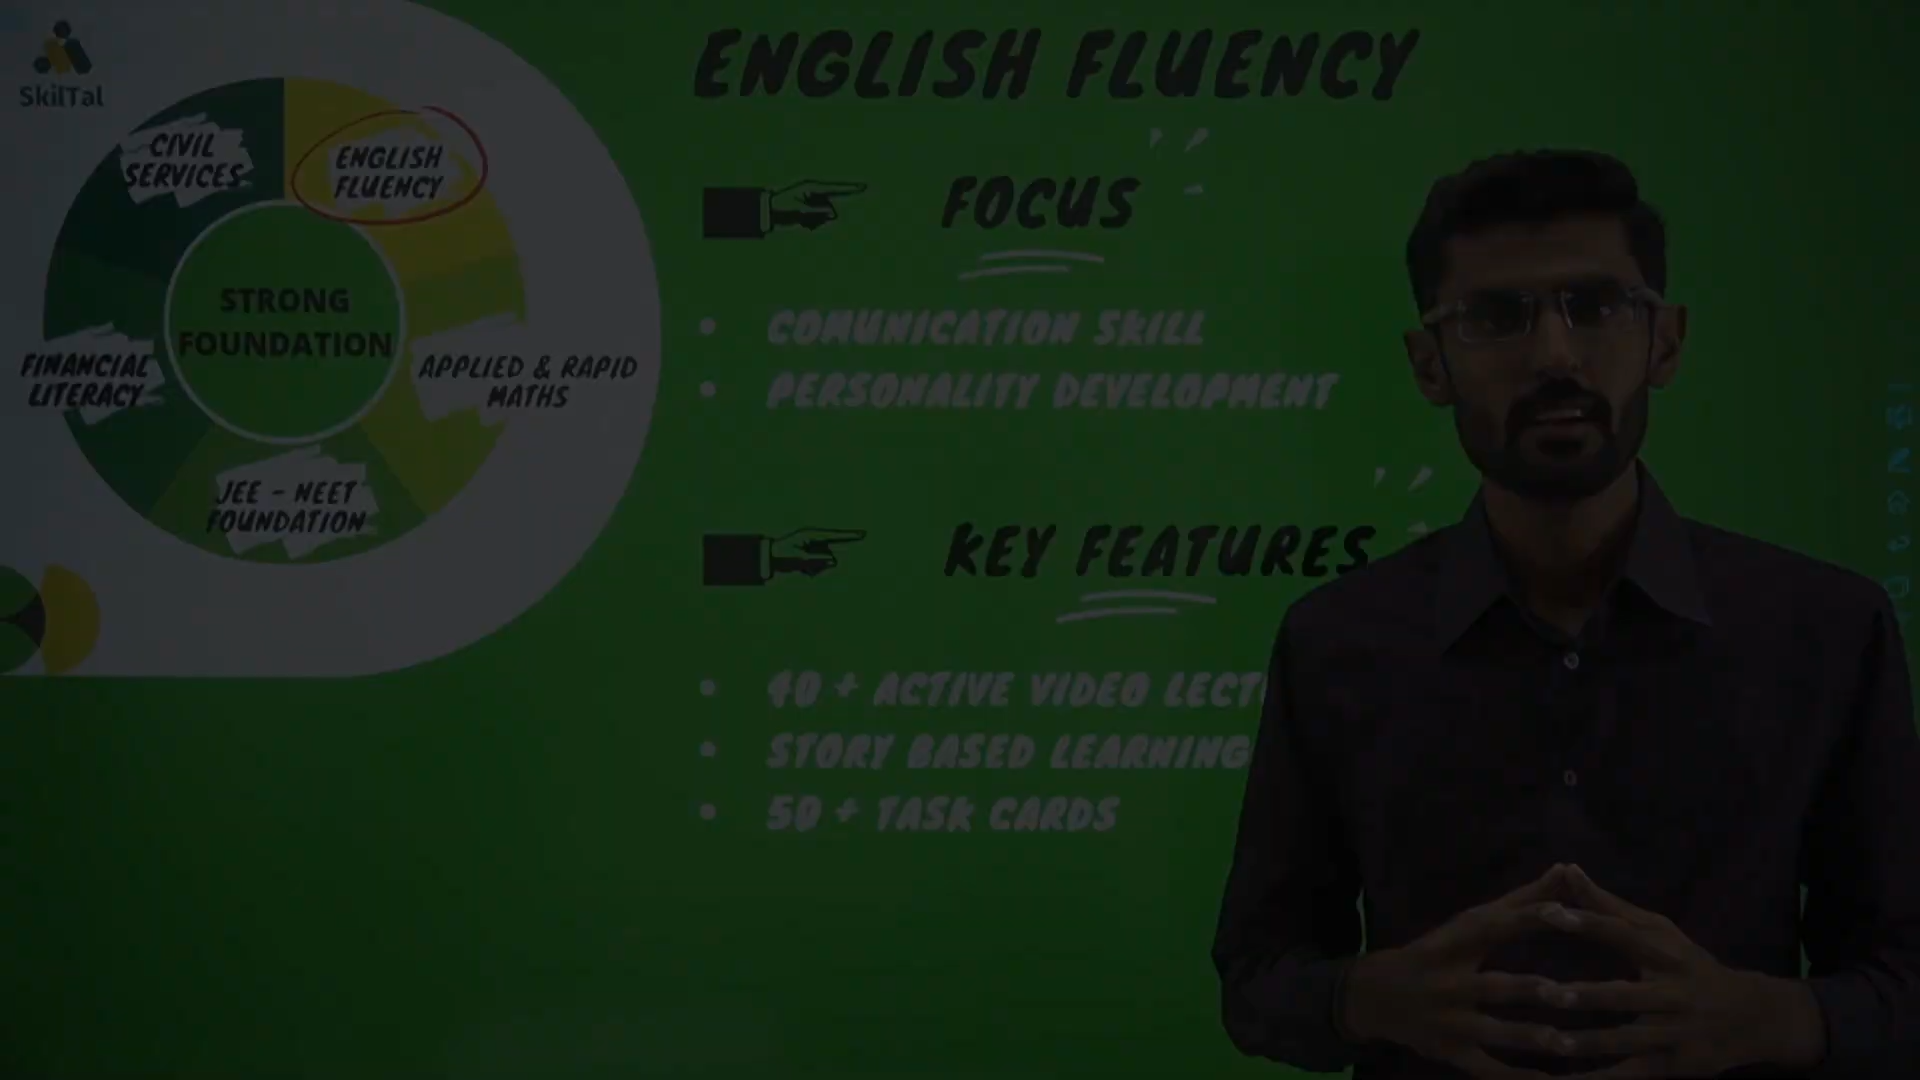 SkilTal
CIVIL
SERVICES
ENGLISH
FLUENCY
STRONG
FOUNDATION
FINANCIAL
LITERACY
APPLIED & RAPID
MATHS
JEE - NEET
FOUNDATION
ENGLISH FLUENCY
FOCUS
COMUNICATION SKILL
PERSONALITY DEVELOPMENT
KEY FEATURES
40 + ACTIVE VIDEO LECT
STORY BASED LEARNING
50 + TASK CARDS